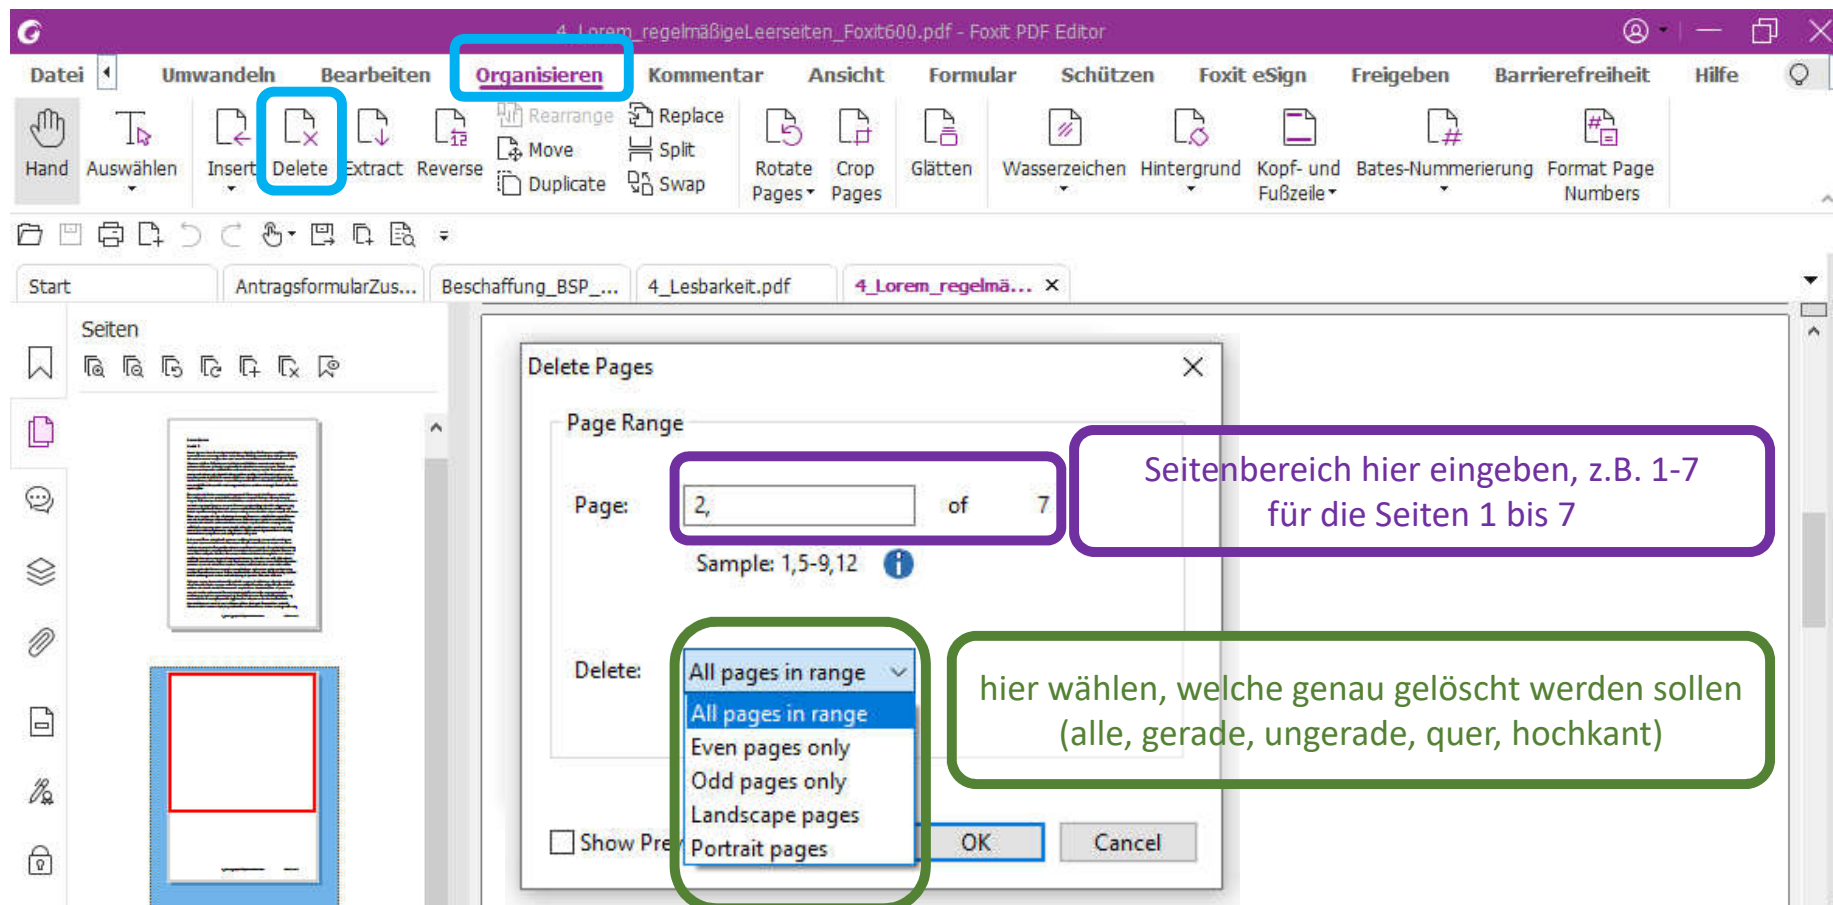 4_Lorem_regelmäßigeLeerseiten_Foxit600.pdf - Foxit PDF Editor
Datei Umwandeln Bearbeiten Organisieren Kommentar Ansicht Formular Schützen Foxit eSign Freigeben Barrierefreiheit Hilfe
Rearrange Replace
Move Split
Hand Auswählen Insert Delete Extract Reverse Duplicate Swap Rotate Pages Crop Pages Glätten Wasserzeichen Hintergrund Kopf- und Fußzeile Bates-Nummerierung Format Page Numbers
Start AntragsformularZus... Beschaffung_BSP_... 4_Lesbarkeit.pdf 4_Lorem_regelmä...
Seiten
Delete Pages
Page Range
Page: 2, of 7
Sample: 1,5-9,12
Seitenbereich hier eingeben, z.B. 1-7
für die Seiten 1 bis 7
Delete: All pages in range
All pages in range
Even pages only
Odd pages only
Landscape pages
Portrait pages
hier wählen, welche genau gelöscht werden sollen
(alle, gerade, ungerade, quer, hochkant)
Show Pre
OK Cancel